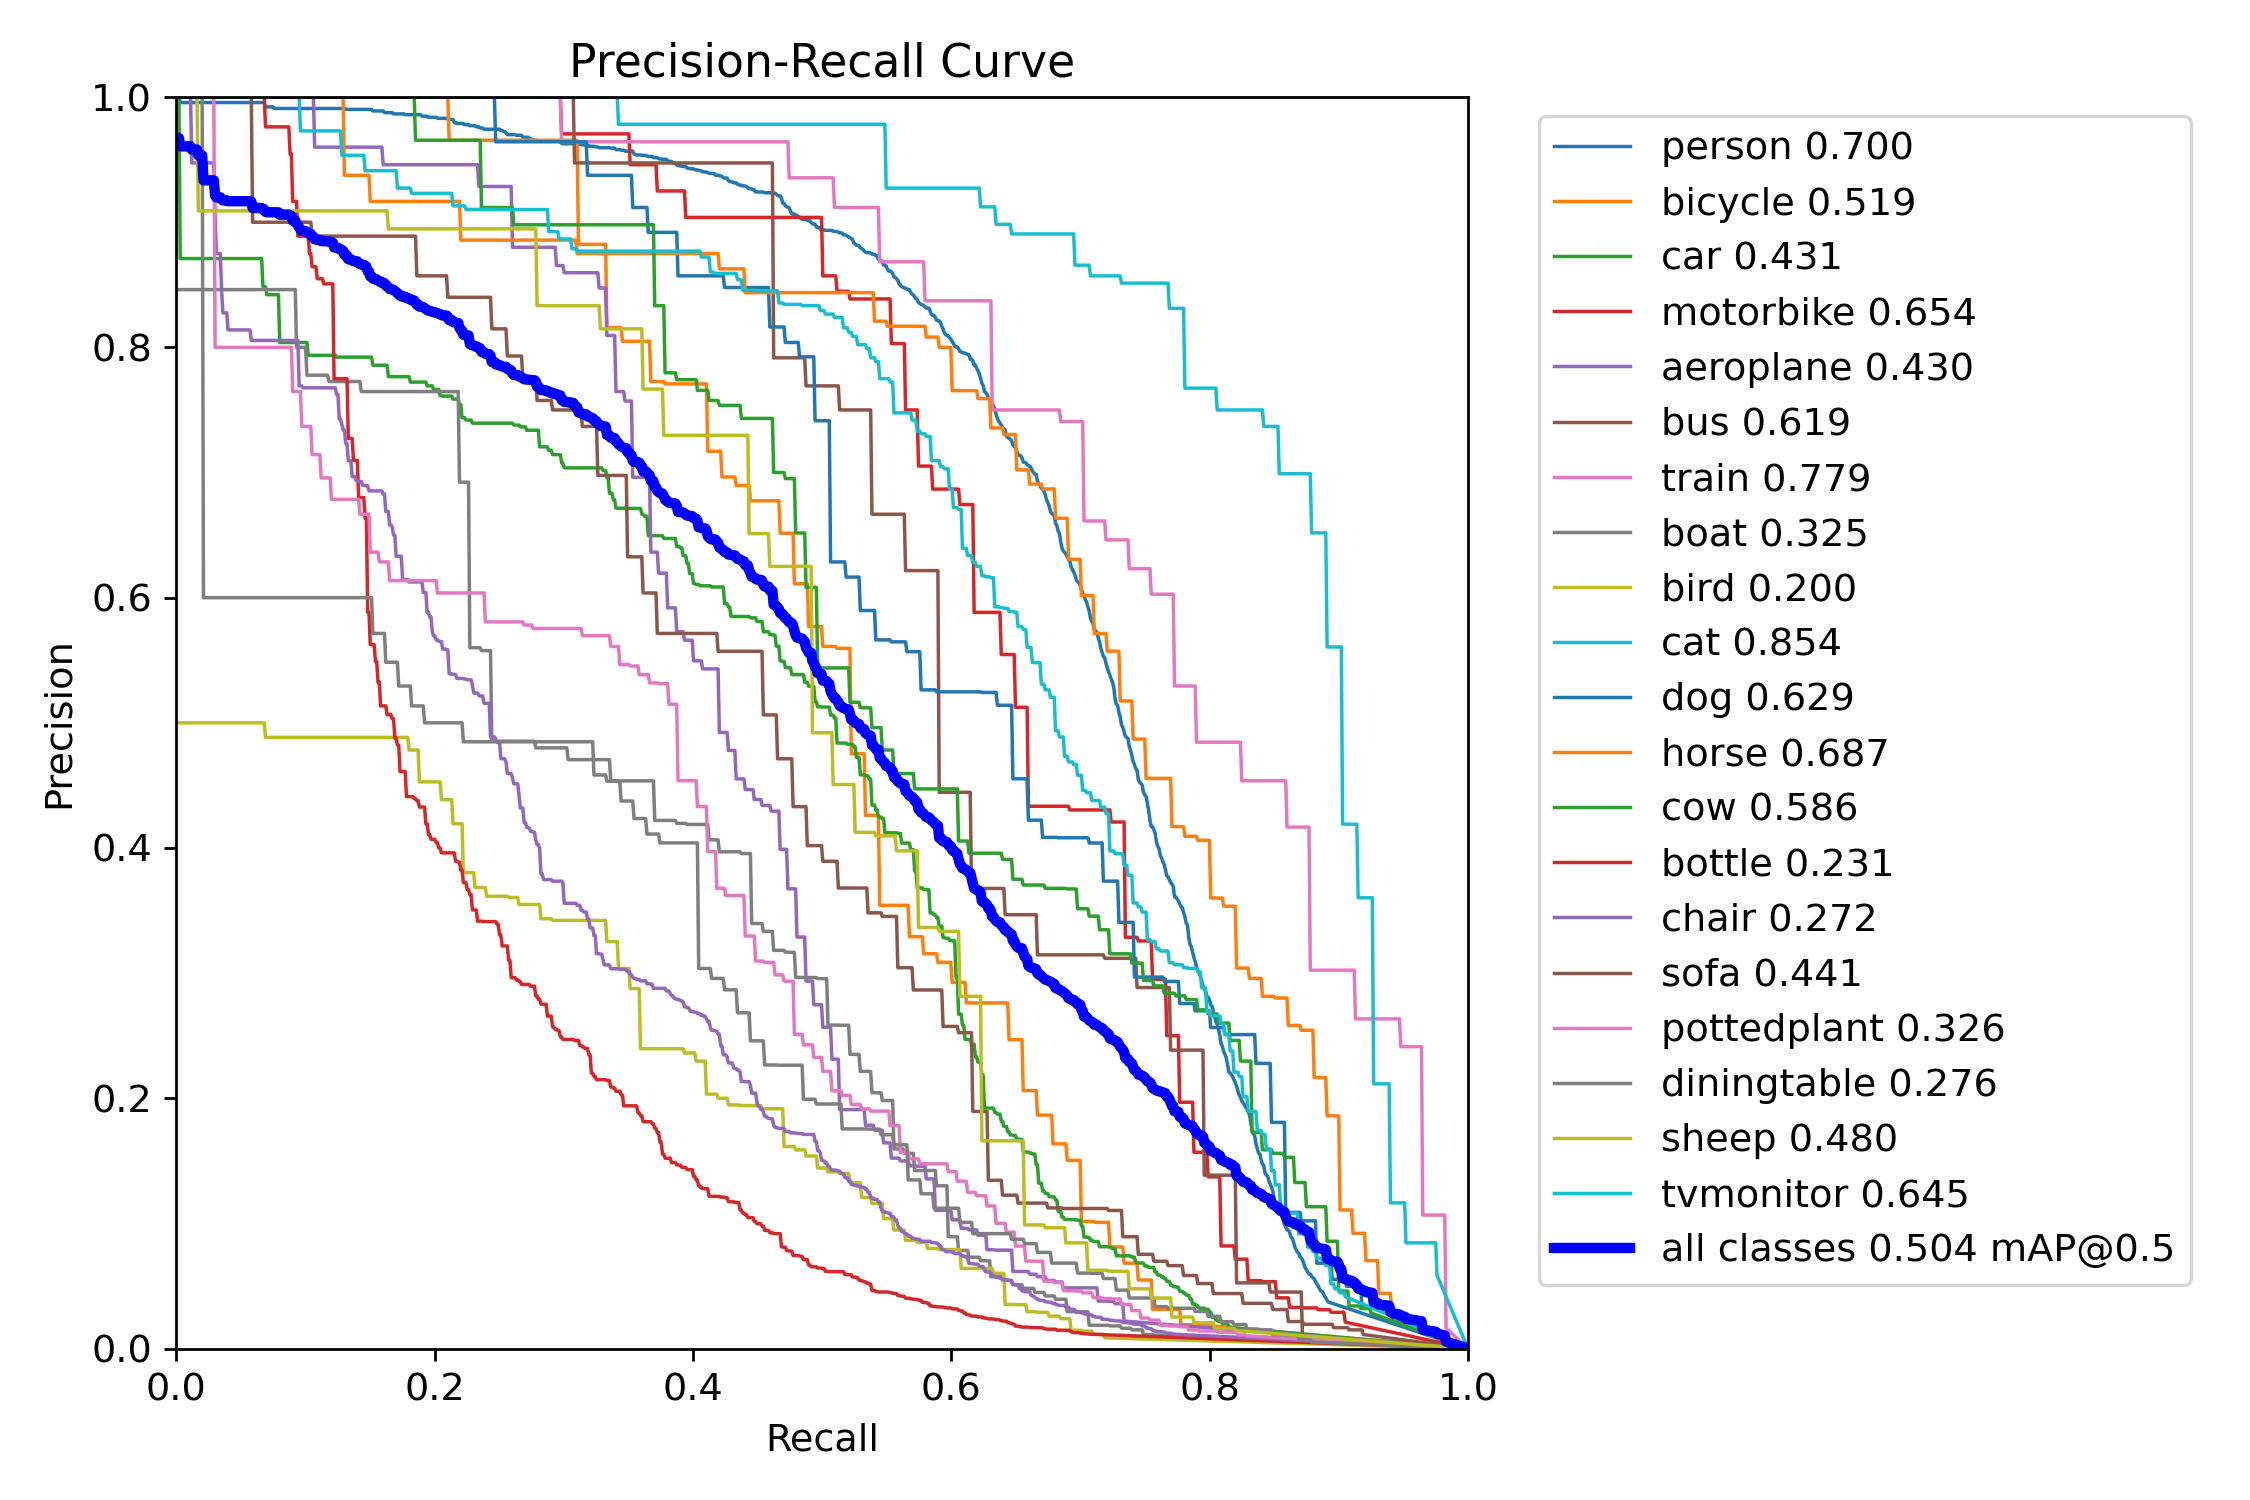 Precision-Recall Curve
1.0
0.8
0.6
0.4
0.2
0.0
Precision
0.0 0.2 0.4 0.6 0.8 1.0
Recall
person 0.700
bicycle 0.519
car 0.431
motorbike 0.654
aeroplane 0.430
bus 0.619
train 0.779
boat 0.325
bird 0.200
cat 0.854
dog 0.629
horse 0.687
cow 0.586
bottle 0.231
chair 0.272
sofa 0.441
pottedplant 0.326
diningtable 0.276
sheep 0.480
tvmonitor 0.645
all classes 0.504 mAP@0.5